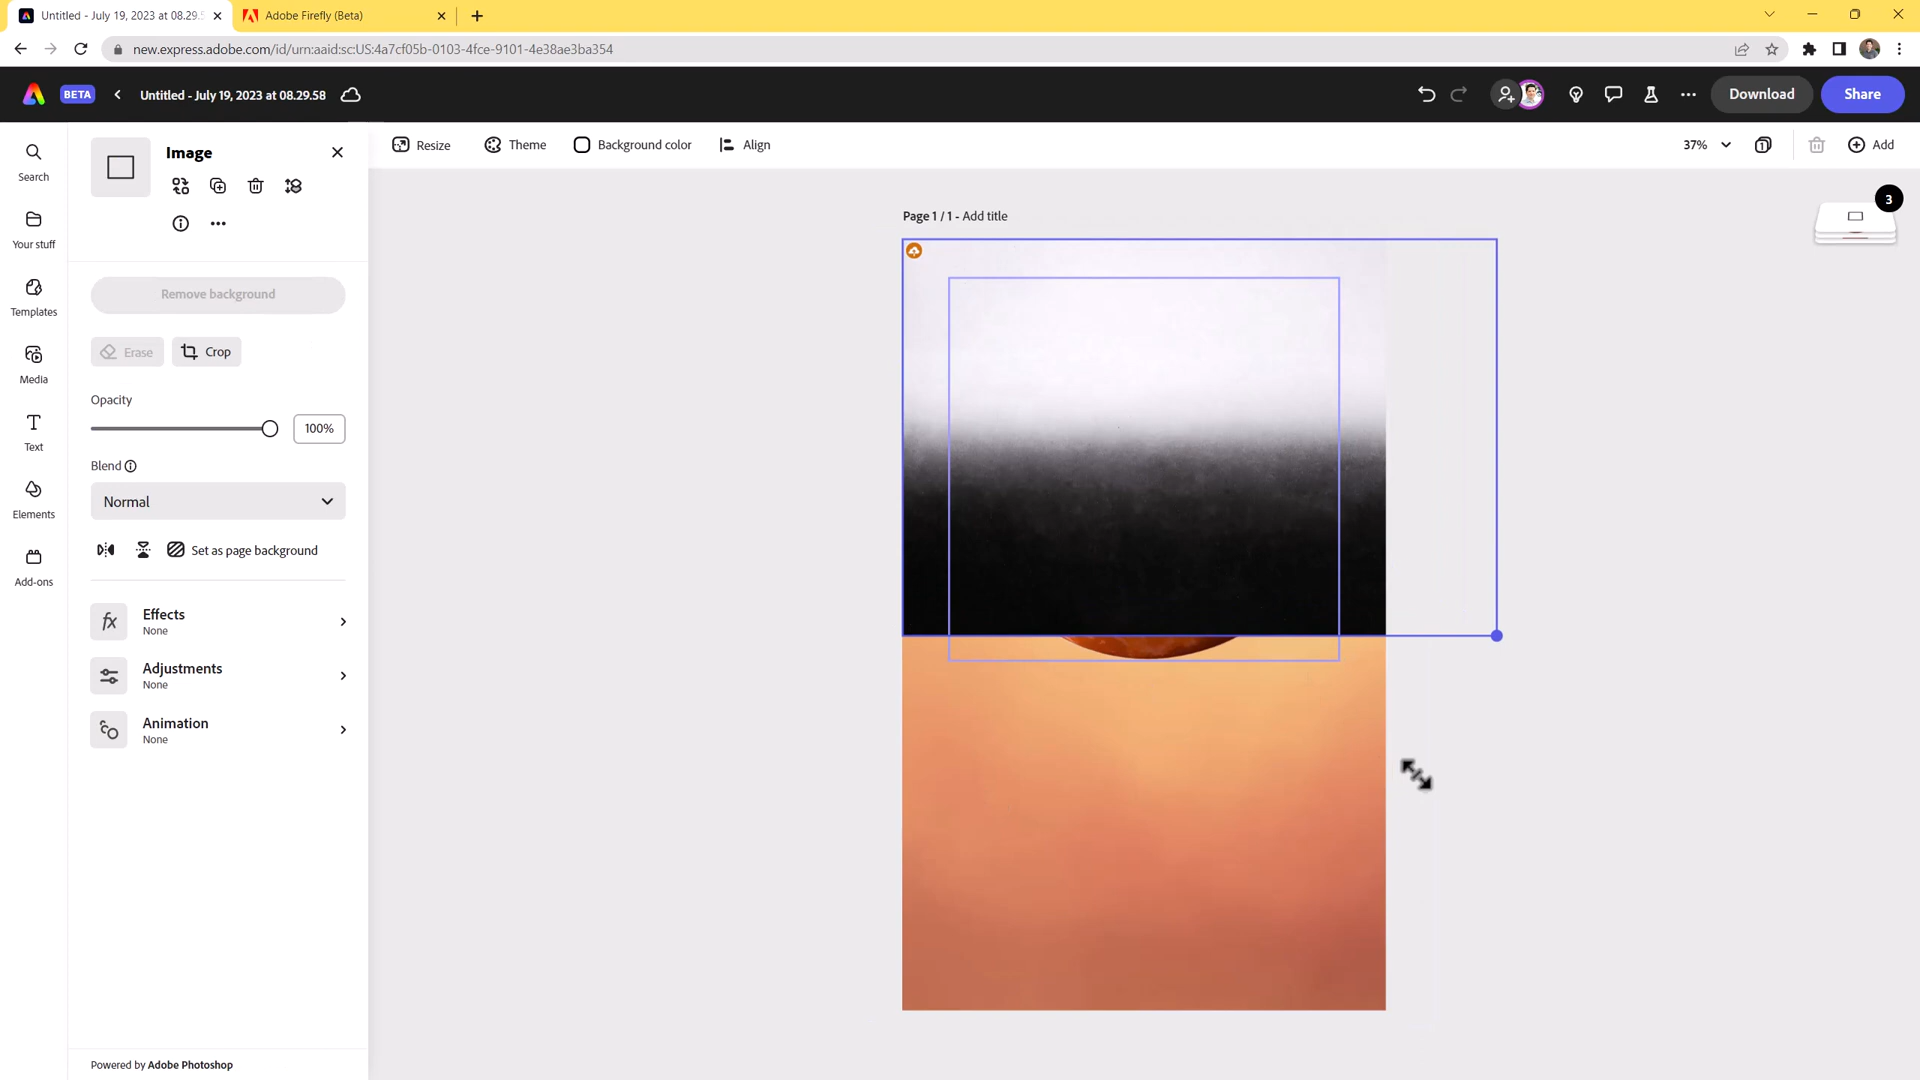 Untitled - July 19, 2023 at 08.29.5
Adobe Firefly (Beta)
new.express.adobe.com/id/urn:aaid:sc:US:4a7cf05b-0103-4fce-9101-4e38ae3ba354
BETA
Untitled - July 19, 2023 at 08.29.58
Download
Share
Search
Your stuff
Templates
Media
Text
Elements
Add-ons
Image
Remove background
Erase
Crop
Opacity
100%
Blend
Normal
Set as page background
Effects
None
Adjustments
None
Animation
None
Powered by Adobe Photoshop
Resize
Theme
Background color
Align
37%
1
Add
Page 1 / 1 - Add title
3